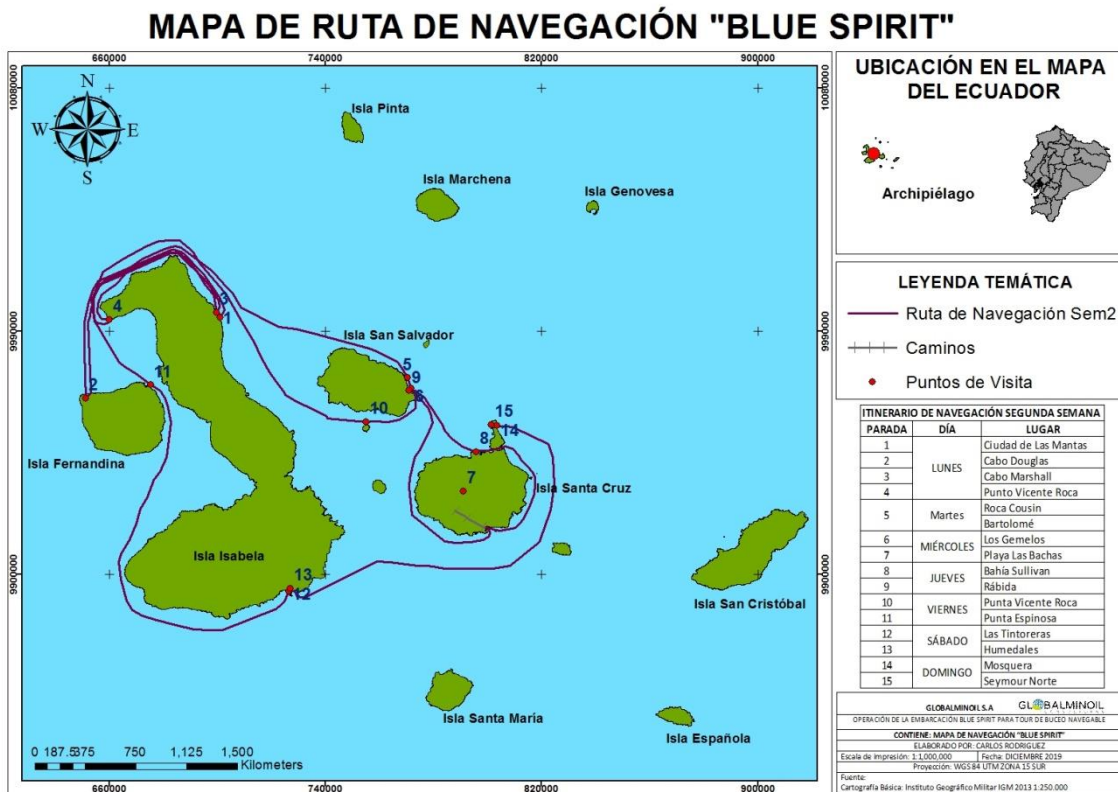 MAPA DE RUTA DE NAVEGACIÓN "BLUE SPIRIT"
660000 740000 820000 900000
10080000
9990000
9900000
10080000
9990000
9900000
N
W E
S
Isla Pinta
Isla Marchena
Isla Genovesa
3
4
1
Isla San Salvador
5
9
6
2
11
10
15
14
8
Isla Fernandina
7
Isla Santa Cruz
Isla Isabela
13
12
Isla San Cristóbal
Isla Santa María
Isla Española
0 187.5375 750 1,125 1,500
Kilometers
660000 740000 820000 900000
UBICACIÓN EN EL MAPA
DEL ECUADOR
Archipiélago
LEYENDA TEMÁTICA
Ruta de Navegación Sem2
Caminos
Puntos de Visita
ITINERARIO DE NAVEGACIÓN SEGUNDA SEMANA
PARADA DÍA LUGAR
1 LUNES Ciudad de Las Mantas
2 Cabo Douglas
3 Cabo Marshall
4 Punto Vicente Roca
5 Martes Roca Cousin
Bartolomé
6 MIÉRCOLES Los Gemelos
7 Playa Las Bachas
8 JUEVES Bahía Sullivan
9 Rábida
10 VIERNES Punta Vicente Roca
11 Punta Espinosa
12 SÁBADO Las Tintoreras
13 Humedales
14 DOMINGO Mosquera
15 Seymour Norte
GLOBALMINOIL S.A GLOBALMINOIL
OPERACIÓN DE LA EMBARCACIÓN BLUE SPIRIT PARA TOUR DE BUCEO NAVEGABLE
CONTIENE: MAPA DE NAVEGACIÓN "BLUE SPIRIT"
ELABORADO POR: CARLOS RODRIGUEZ
Escala de Impresión: 1:1,000,000 Fecha: DICIEMBRE 2019
Proyección: WGS 84 UTM ZONA 15 SUR
Fuente:
Cartografía Básica: Instituto Geográfico Militar IGM 2013 1:250.000